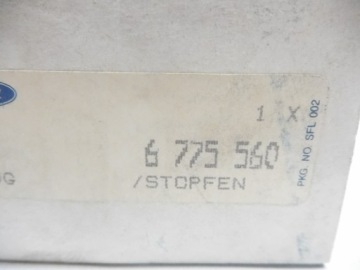 1 X
6 775 560
/STOPFEN
PKG. NO. SFL 002